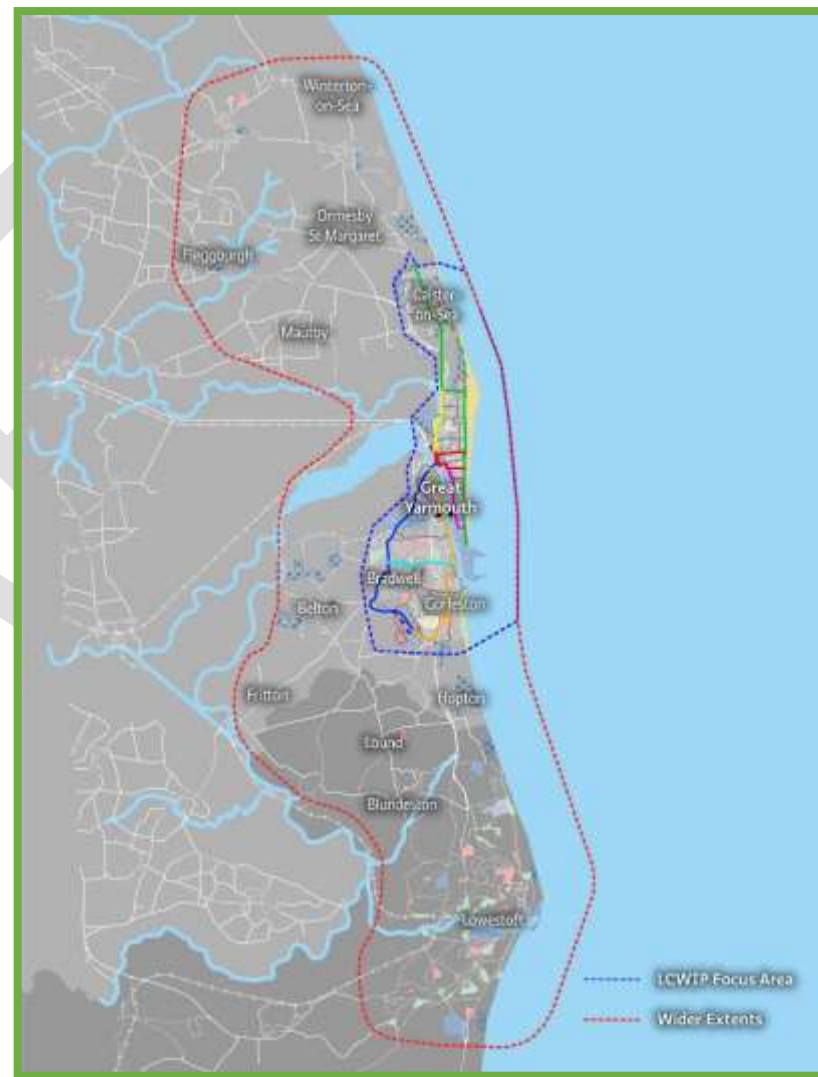 Winterton-
on-Sea
Ormesby
St Margaret
Fleggburgh
Caister
-on-Sea
Mautby
Great
Yarmouth
Bradwell
Belton
Gorleston
Fritton
Hopton
Lound
Blundeston
Lowestoft
LCWIP Focus Area
Wider Extents